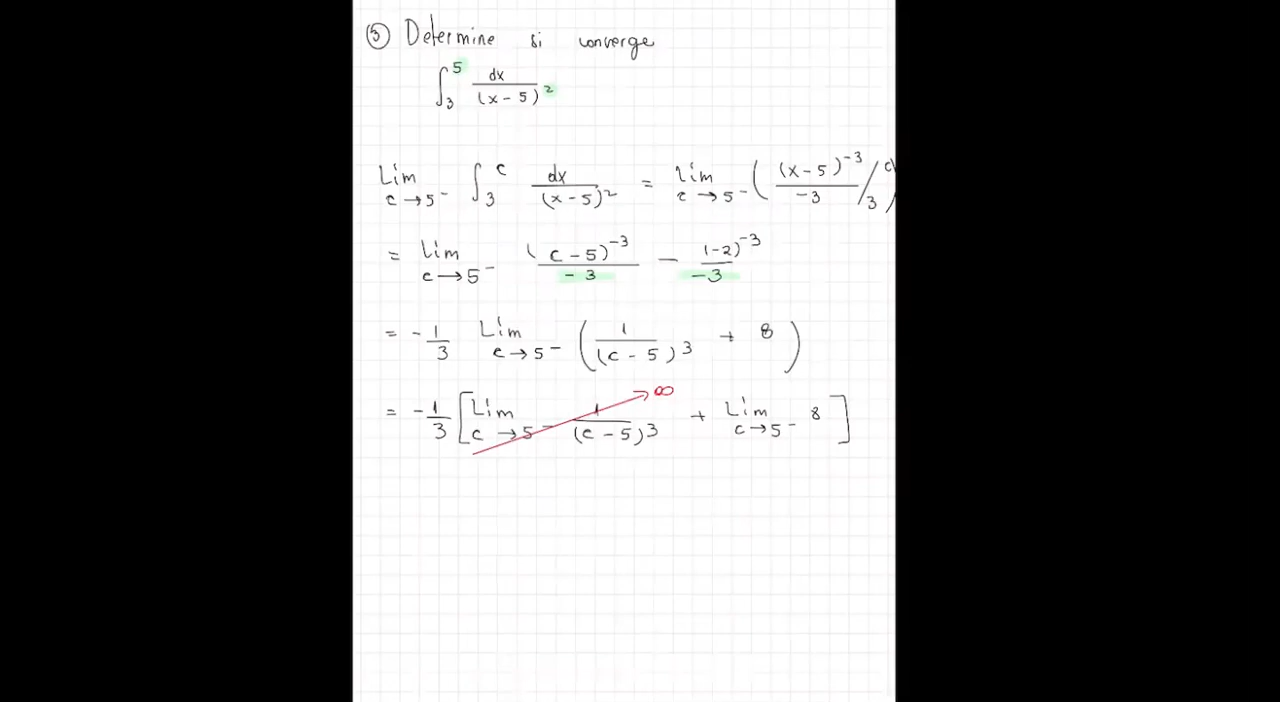 ⑤ Determine si converge
∫₃⁵ dx/(x-5)²
Lim c→5⁻ ∫₃ᶜ dx/(x-5)² = Lim c→5⁻ ( (x-5)⁻³/-3 /₃ᶜ )
= Lim c→5⁻ (c-5)⁻³/-3 - (-2)⁻³/-3
= -1/3 Lim c→5⁻ ( 1/(c-5)³ + 8 )
= -1/3 [ Lim c→5⁻ 1/(c-5)³ → ∞ + Lim c→5⁻ 8 ]